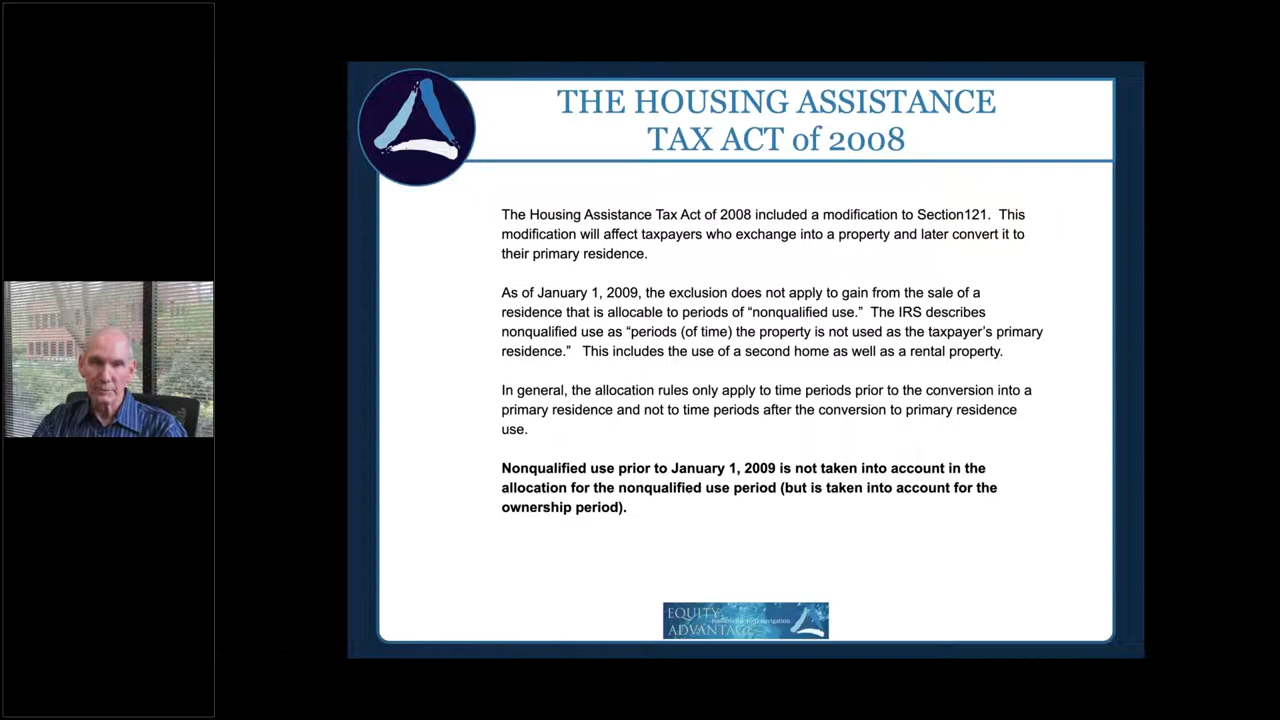 THE HOUSING ASSISTANCE
TAX ACT of 2008
The Housing Assistance Tax Act of 2008 included a modification to Section121.  This
modification will affect taxpayers who exchange into a property and later convert it to
their primary residence.
As of January 1, 2009, the exclusion does not apply to gain from the sale of a
residence that is allocable to periods of “nonqualified use.”  The IRS describes
nonqualified use as “periods (of time) the property is not used as the taxpayer’s primary
residence.”   This includes the use of a second home as well as a rental property.
In general, the allocation rules only apply to time periods prior to the conversion into a
primary residence and not to time periods after the conversion to primary residence
use.
Nonqualified use prior to January 1, 2009 is not taken into account in the
allocation for the nonqualified use period (but is taken into account for the
ownership period).
EQUITY
ADVANTAGE